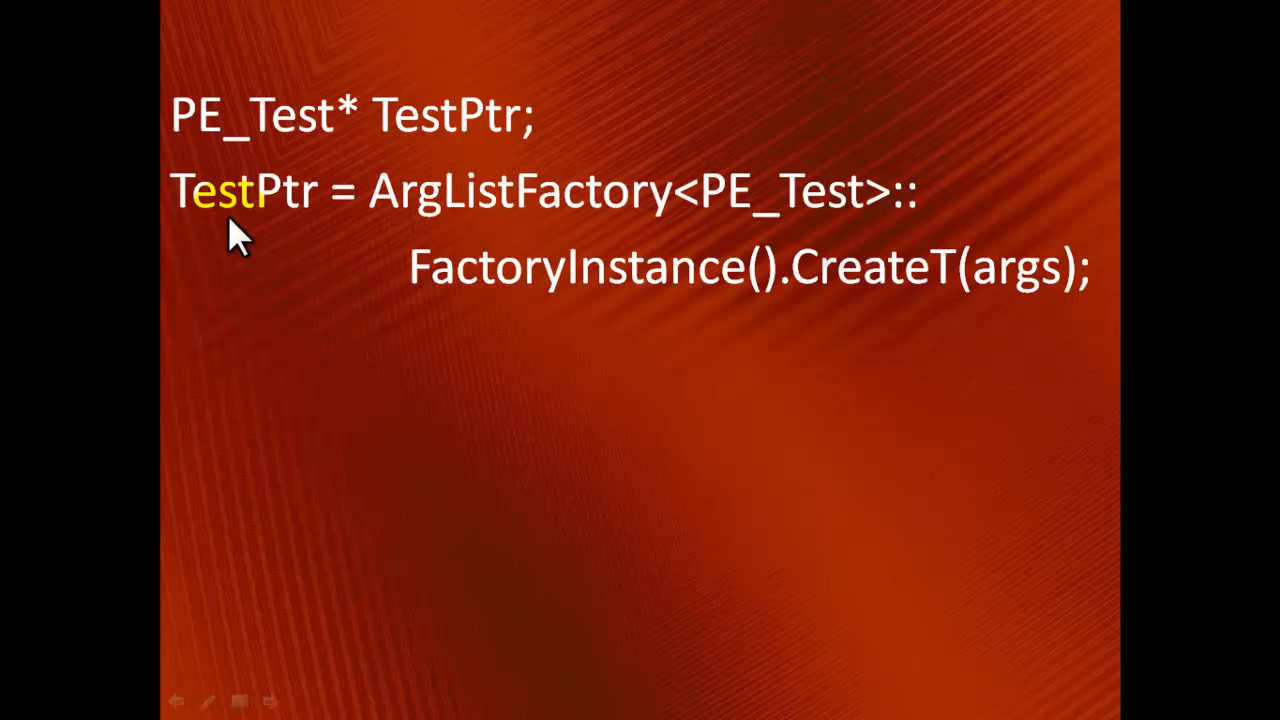 PE_Test* TestPtr;
TestPtr = ArgListFactory<PE_Test>::
FactoryInstance().CreateT(args);